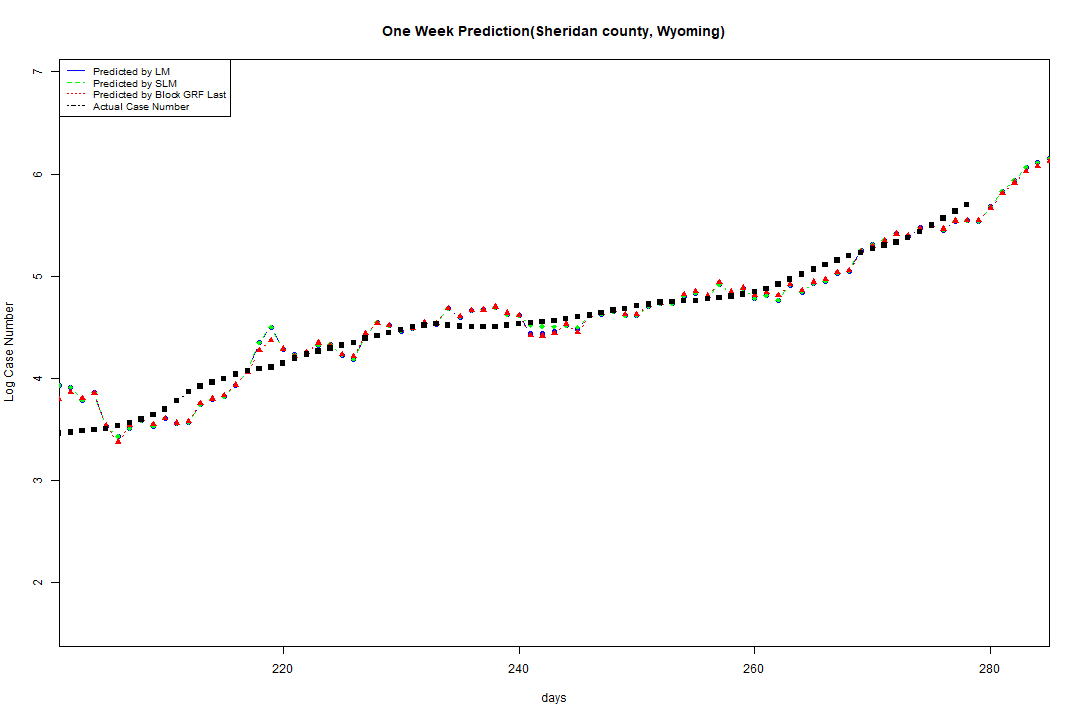 One Week Prediction(Sheridan county, Wyoming)
Predicted by LM
Predicted by SLM
Predicted by Block GRF Last
Actual Case Number
7
6
5
4
3
2
Log Case Number
220
240
260
280
days